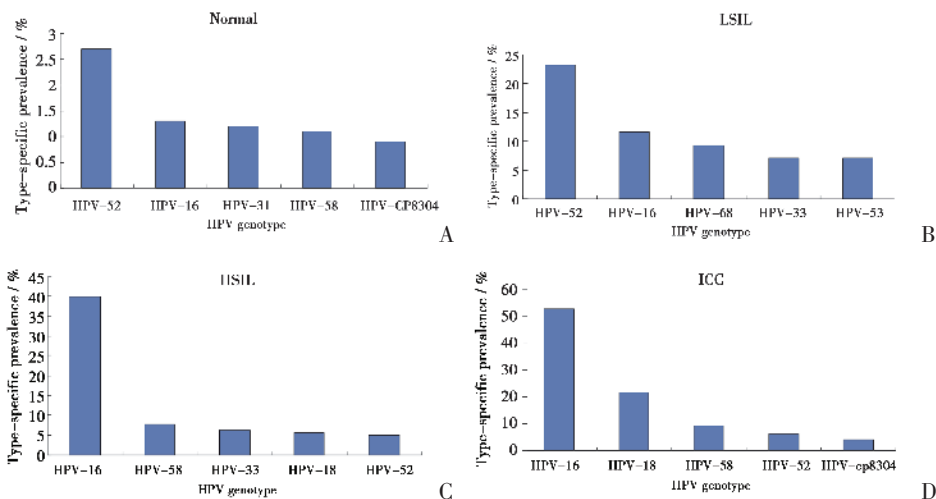 Normal
Type-specific prevalence / %
3
2.5
2
1.5
0
0.5
0
HPV-52 HPV-16 HPV-31 HPV-58 HPV-CP8304
HPV genotype
A
LSIL
Type-specific prevalence / %
25
20
15
10
5
0
HPV-52 HPV-16 HPV-68 HPV-33 HPV-53
HPV genotype
B
HSIL
Type-specific prevalence / %
45
40
35
30
25
20
15
10
5
0
HPV-16 HPV-58 HPV-33 HPV-18 HPV-52
HPV genotype
C
ICC
Type-specific prevalence / %
60
50
40
30
20
10
0
HPV-16 HPV-18 HPV-58 HPV-52 HPV-cp8304
HPV genotype
D